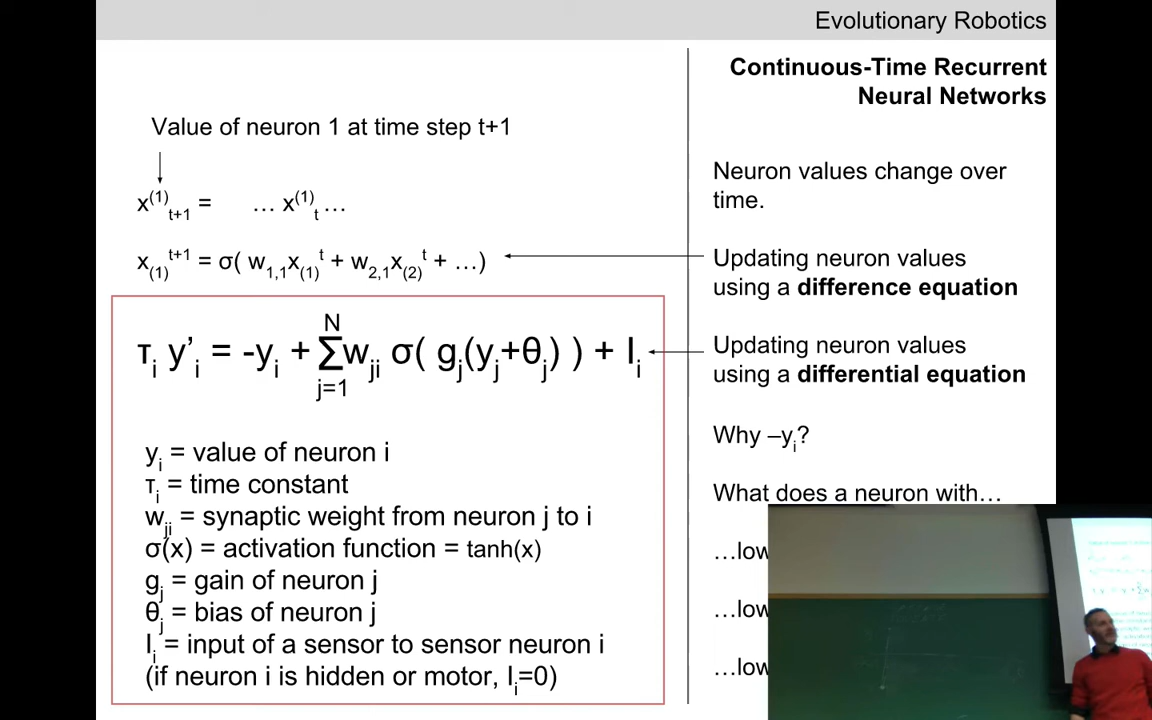 Evolutionary Robotics
Continuous-Time Recurrent
Neural Networks
Value of neuron 1 at time step t+1
x⁽¹⁾ₜ₊₁ = … x⁽¹⁾ₜ …
x₍₁₎ᵗ⁺¹ = σ( w₁,₁x₍₁₎ᵗ + w₂,₁x₍₂₎ᵗ + …)
τᵢ y’ᵢ = -yᵢ + Σ_{j=1}^{N} wⱼᵢ σ( gⱼ(yⱼ+θⱼ) ) + Iᵢ
yᵢ = value of neuron i
τᵢ = time constant
wⱼᵢ = synaptic weight from neuron j to i
σ(x) = activation function = tanh(x)
gⱼ = gain of neuron j
θⱼ = bias of neuron j
Iᵢ = input of a sensor to sensor neuron i
(if neuron i is hidden or motor, Iᵢ=0)
Neuron values change over
time.
Updating neuron values
using a difference equation
Updating neuron values
using a differential equation
Why –yᵢ?
What does a neuron with…
…low
…low
…low